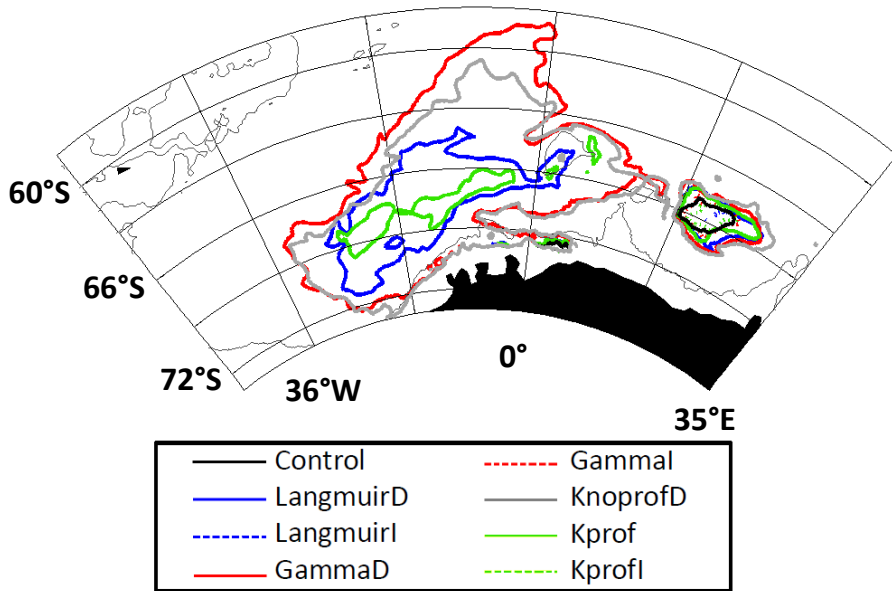 60°S
66°S
72°S
36°W
0°
35°E
Control
GammaI
LangmuirD
KnoprofD
LangmuirI
Kprof
GammaD
KprofI